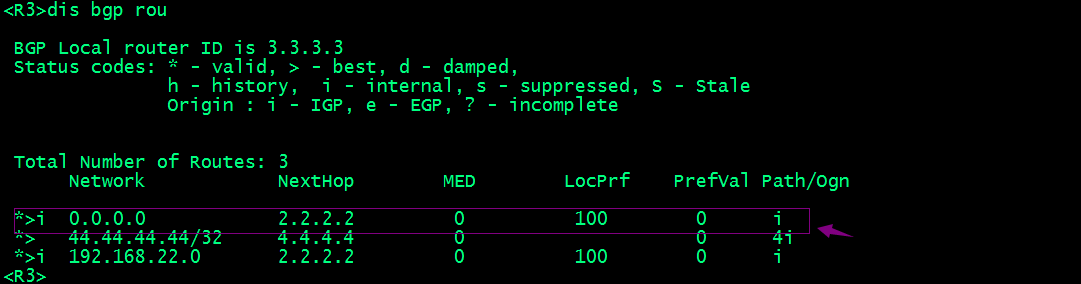 <R3>dis bgp rou
BGP Local router ID is 3.3.3.3
Status codes: * - valid, > - best, d - damped,
h - history,  i - internal, s - suppressed, S - Stale
Origin : i - IGP, e - EGP, ? - incomplete
Total Number of Routes: 3
Network NextHop MED LocPrf PrefVal Path/Ogn
*>i 0.0.0.0 2.2.2.2 0 100 0 i
*> 44.44.44.44/32 4.4.4.4 0 0 4i
*>i 192.168.22.0 2.2.2.2 0 100 0 i
<R3>